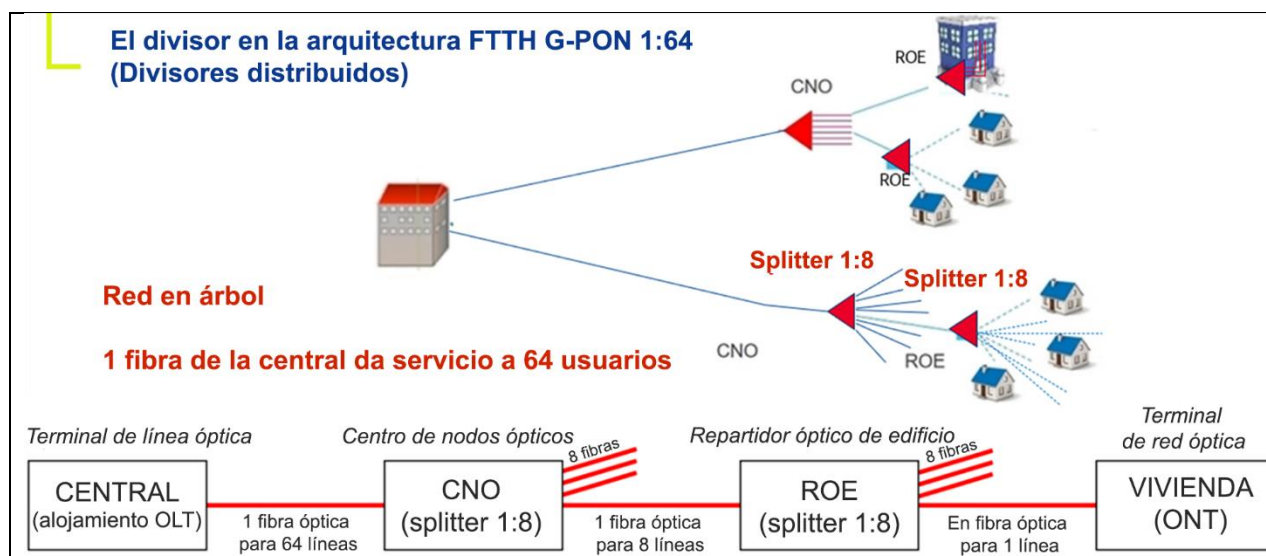 El divisor en la arquitectura FTTH G-PON 1:64
(Divisores distribuidos)
ROE
CNO
ROE
Splitter 1:8
Splitter 1:8
Red en árbol
CNO
ROE
1 fibra de la central da servicio a 64 usuarios
Terminal de línea óptica
Centro de nodos ópticos
Repartidor óptico de edificio
Terminal
de red óptica
8 fibras
8 fibras
CENTRAL
(alojamiento OLT)
CNO
(splitter 1:8)
ROE
(splitter 1:8)
VIVIENDA
(ONT)
1 fibra óptica
para 64 líneas
1 fibra óptica
para 8 líneas
En fibra óptica
para 1 línea